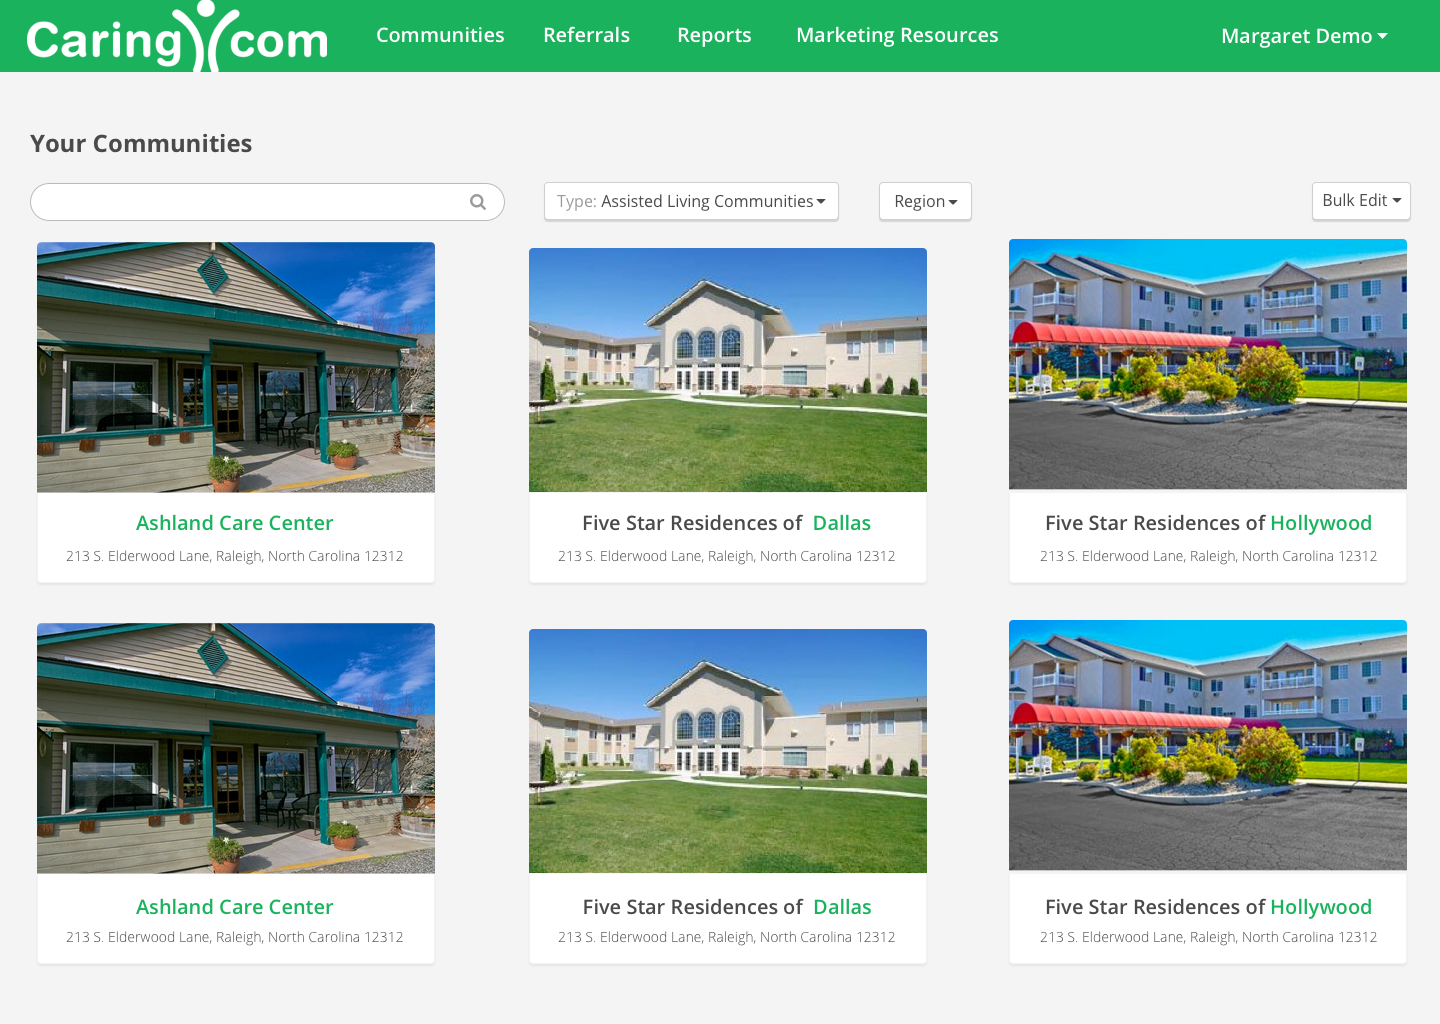 Caring.com
Communities Referrals Reports Marketing Resources Margaret Demo
Your Communities
Type: Assisted Living Communities Region Bulk Edit
Ashland Care Center Five Star Residences of Dallas Five Star Residences of Hollywood
213 S. Elderwood Lane, Raleigh, North Carolina 12312 213 S. Elderwood Lane, Raleigh, North Carolina 12312 213 S. Elderwood Lane, Raleigh, North Carolina 12312
Ashland Care Center Five Star Residences of Dallas Five Star Residences of Hollywood
213 S. Elderwood Lane, Raleigh, North Carolina 12312 213 S. Elderwood Lane, Raleigh, North Carolina 12312 213 S. Elderwood Lane, Raleigh, North Carolina 12312